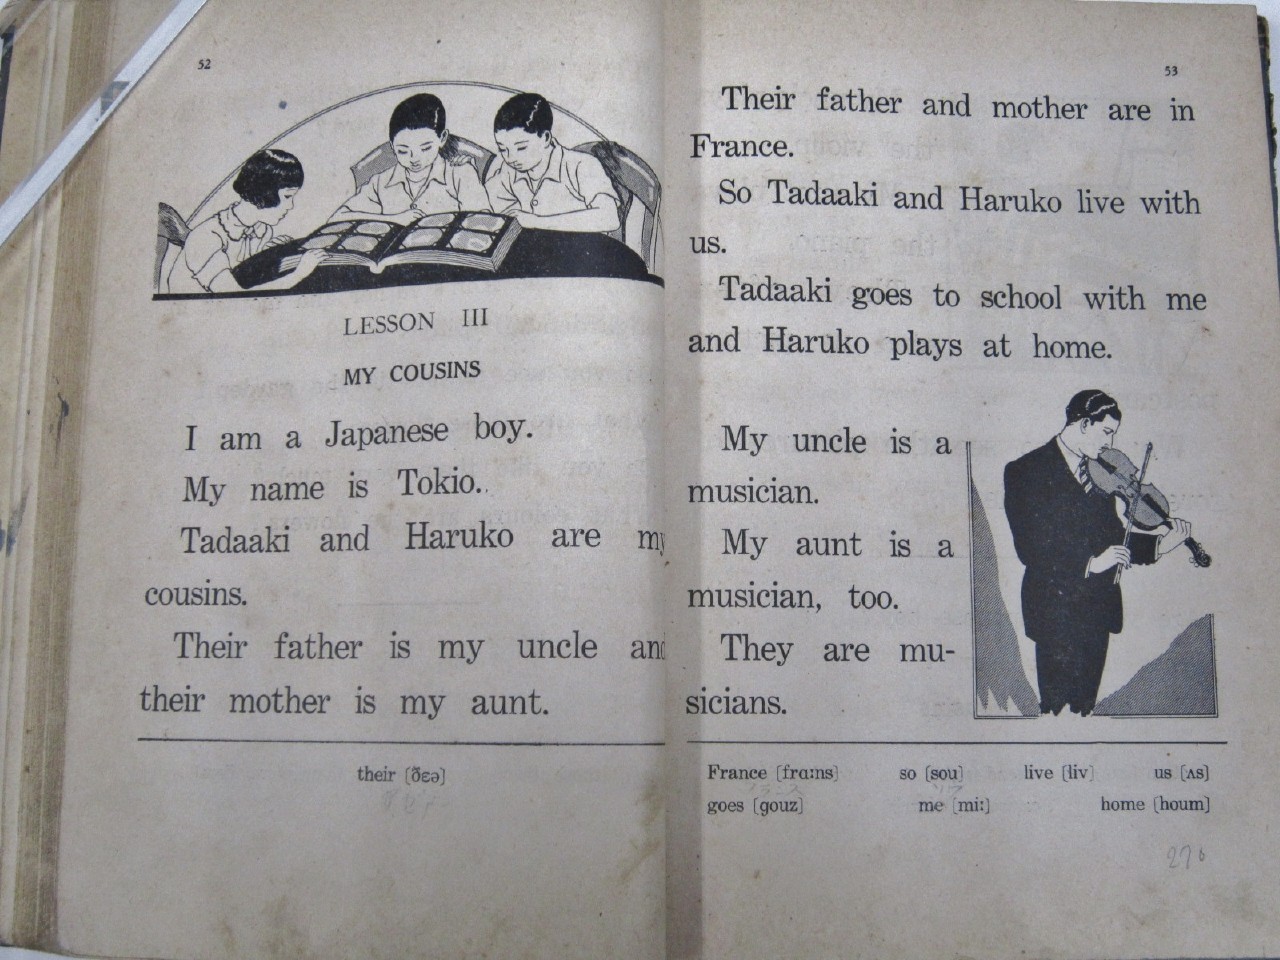 52
LESSON III
MY COUSINS
I am a Japanese boy.
My name is Tokio.
Tadaaki and Haruko are my
cousins.
Their father is my uncle and
their mother is my aunt.
their [ðɛə]
53
Their father and mother are in
France.
So Tadaaki and Haruko live with
us.
Tadaaki goes to school with me
and Haruko plays at home.
My uncle is a
musician.
My aunt is a
musician, too.
They are mu-
sicians.
France [frɑ:ns] so [sou] live [liv] us [ʌs]
goes [gouz] me [mi:] home [houm]
276